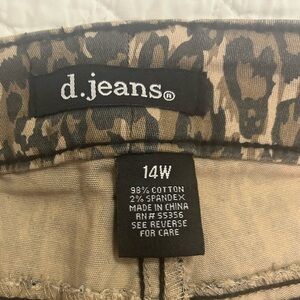 d.jeans®
14W
98% COTTON
2% SPANDEX
MADE IN CHINA
RN# 55356
SEE REVERSE
FOR CARE